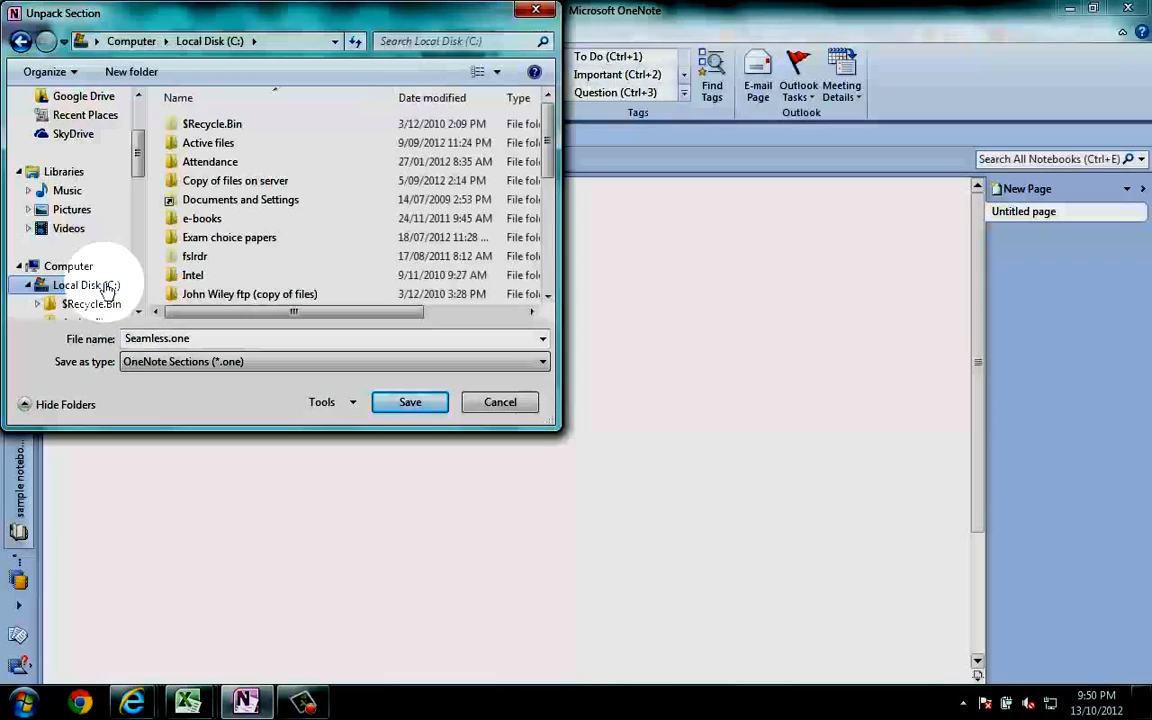 Unpack Section
Microsoft OneNote
Computer Local Disk (C:)
Search Local Disk (C:)
Organize
New folder
Google Drive
Recent Places
SkyDrive
Libraries
Music
Pictures
Videos
Computer
Local Disk (C:)
$Recycle.Bin
Name Date modified Type
$Recycle.Bin 3/12/2010 2:09 PM File fol
Active files 9/09/2012 11:24 PM File fol
Attendance 27/01/2012 8:35 AM File fol
Copy of files on server 5/09/2012 2:14 PM File fol
Documents and Settings 14/07/2009 2:53 PM File fol
e-books 24/11/2011 9:45 AM File fol
Exam choice papers 18/07/2012 11:28 ... File fol
fslrdr 17/08/2011 8:12 AM File fol
Intel 9/11/2010 9:27 AM File fol
John Wiley ftp (copy of files) 3/12/2010 3:28 PM File fol
File name: Seamless.one
Save as type: OneNote Sections (*.one)
Hide Folders
Tools
Save
Cancel
To Do (Ctrl+1)
Important (Ctrl+2)
Question (Ctrl+3)
Find
Tags
Tags
E-mail
Page
Outlook
Tasks
Meeting
Details
Outlook
Search All Notebooks (Ctrl+E)
New Page
Untitled page
sample notebo...
9:50 PM
13/10/2012